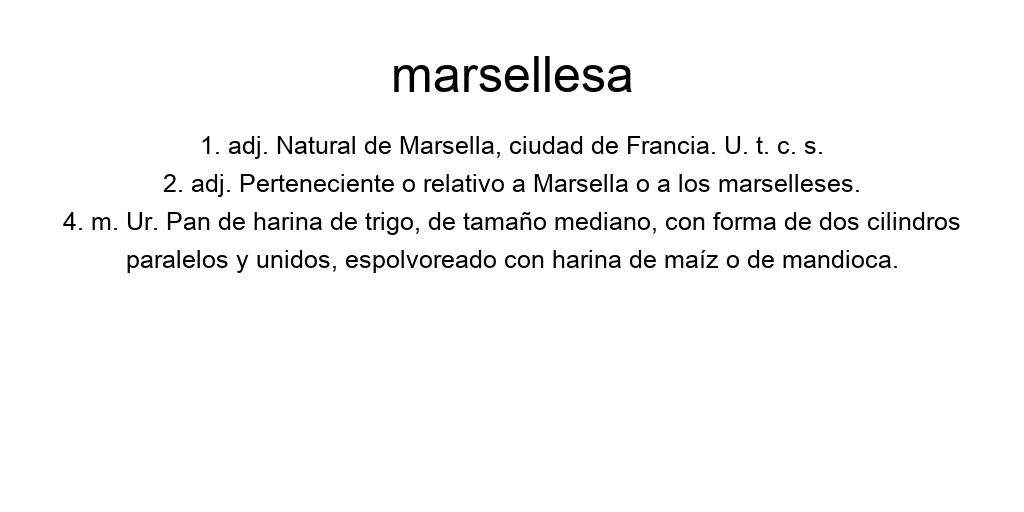 marsellesa
1. adj. Natural de Marsella, ciudad de Francia. U. t. c. s.
2. adj. Perteneciente o relativo a Marsella o a los marselleses.
4. m. Ur. Pan de harina de trigo, de tamaño mediano, con forma de dos cilindros
paralelos y unidos, espolvoreado con harina de maíz o de mandioca.